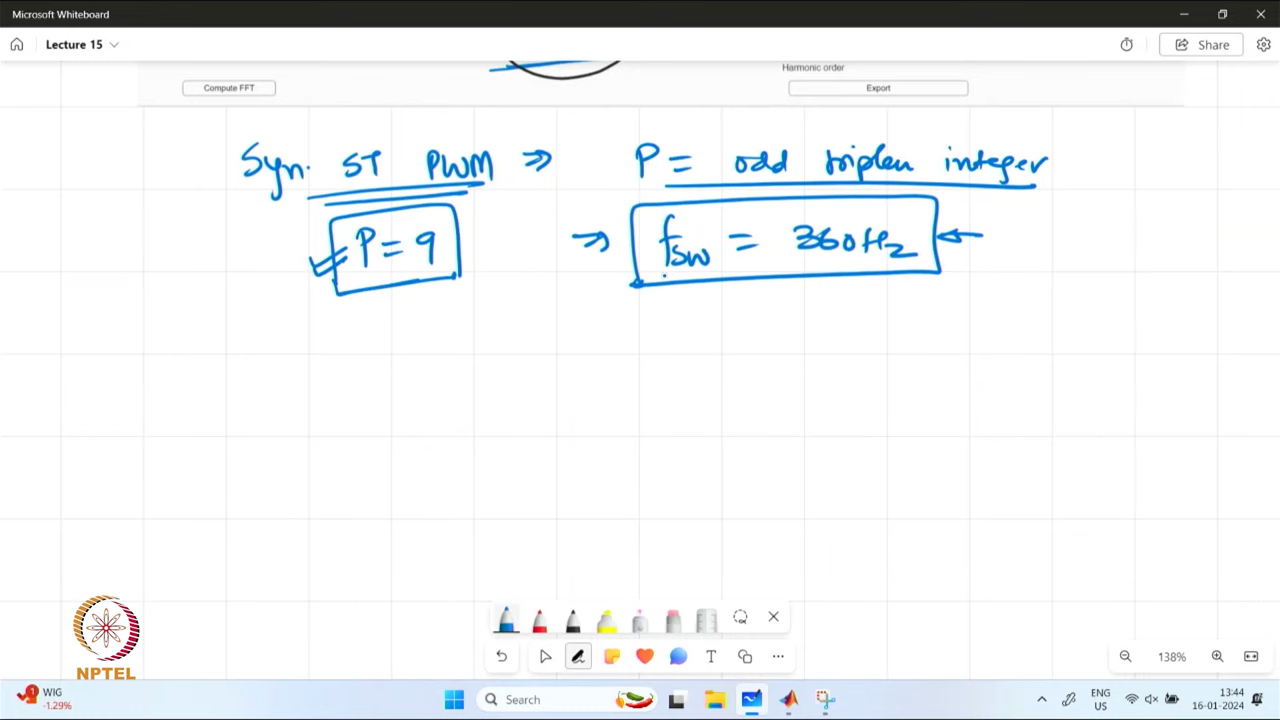 Microsoft Whiteboard
Lecture 15
Share
Harmonic order
Compute FFT
Export
Syn. ST PWM ⇒ P = odd triplen integer
P = 9 ⇒ fsw = 360Hz ←
NPTEL
138%
WIG
-1.29%
Search
ENG
US
13:44
16-01-2024